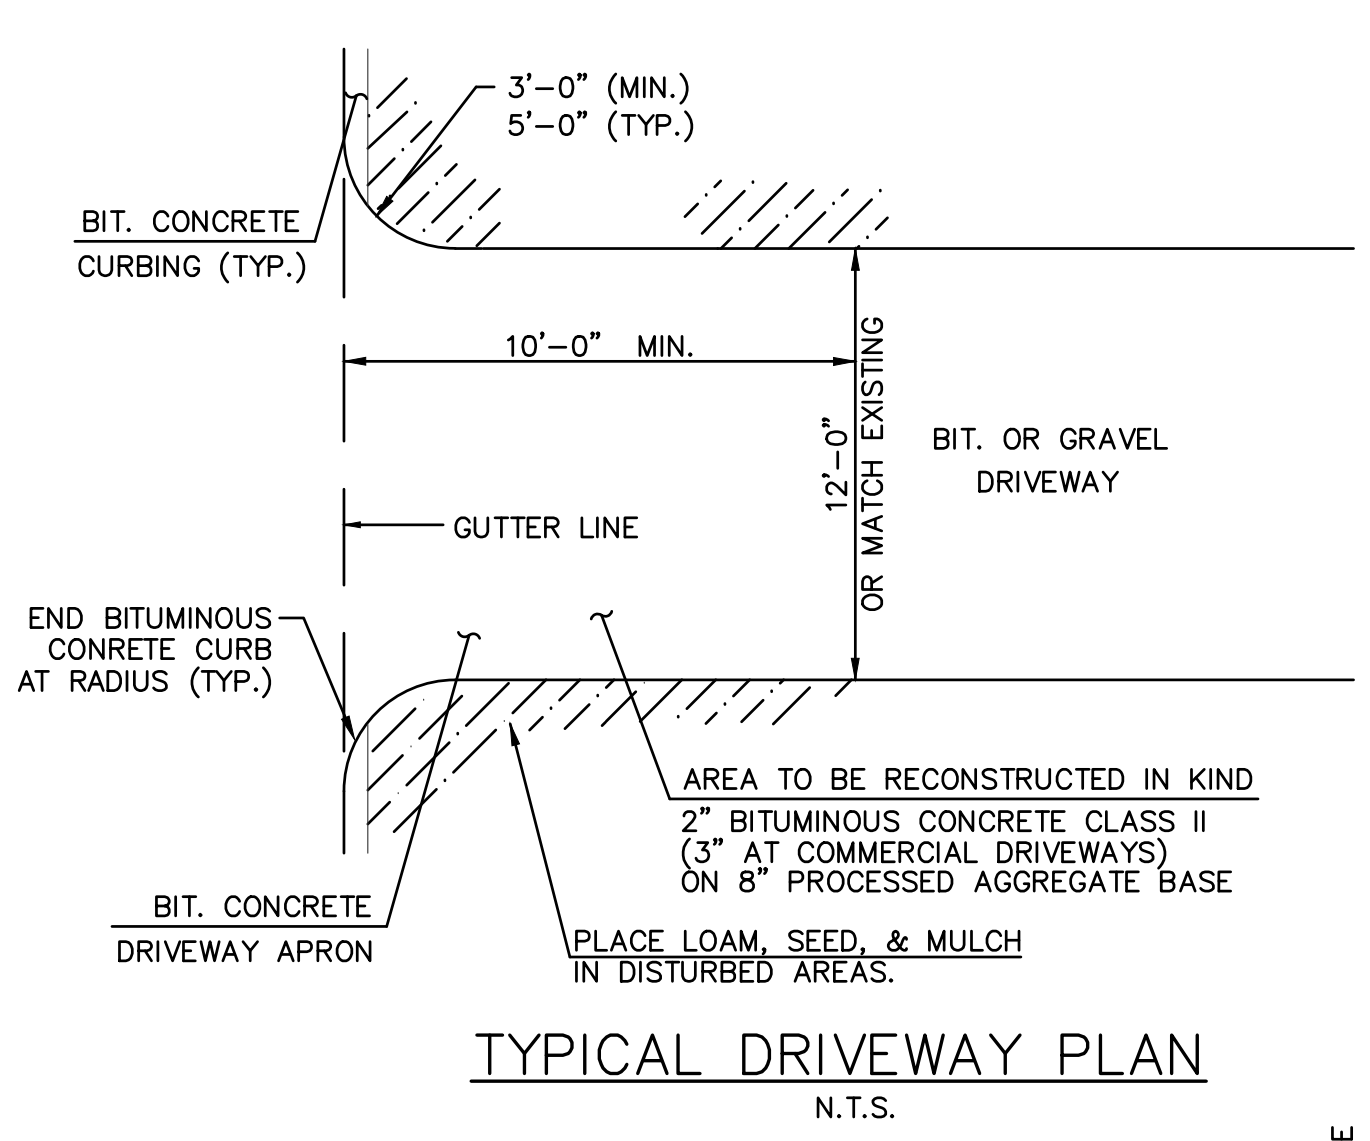 3'-0" (MIN.)
5'-0" (TYP.)
BIT. CONCRETE
CURBING (TYP.)
10'-0" MIN.
12'-0"
OR MATCH EXISTING
BIT. OR GRAVEL
DRIVEWAY
GUTTER LINE
END BITUMINOUS
CONRETE CURB
AT RADIUS (TYP.)
AREA TO BE RECONSTRUCTED IN KIND
2" BITUMINOUS CONCRETE CLASS II
(3" AT COMMERCIAL DRIVEWAYS)
ON 8" PROCESSED AGGREGATE BASE
BIT. CONCRETE
DRIVEWAY APRON
PLACE LOAM, SEED, & MULCH
IN DISTURBED AREAS.
TYPICAL DRIVEWAY PLAN
N.T.S.
E